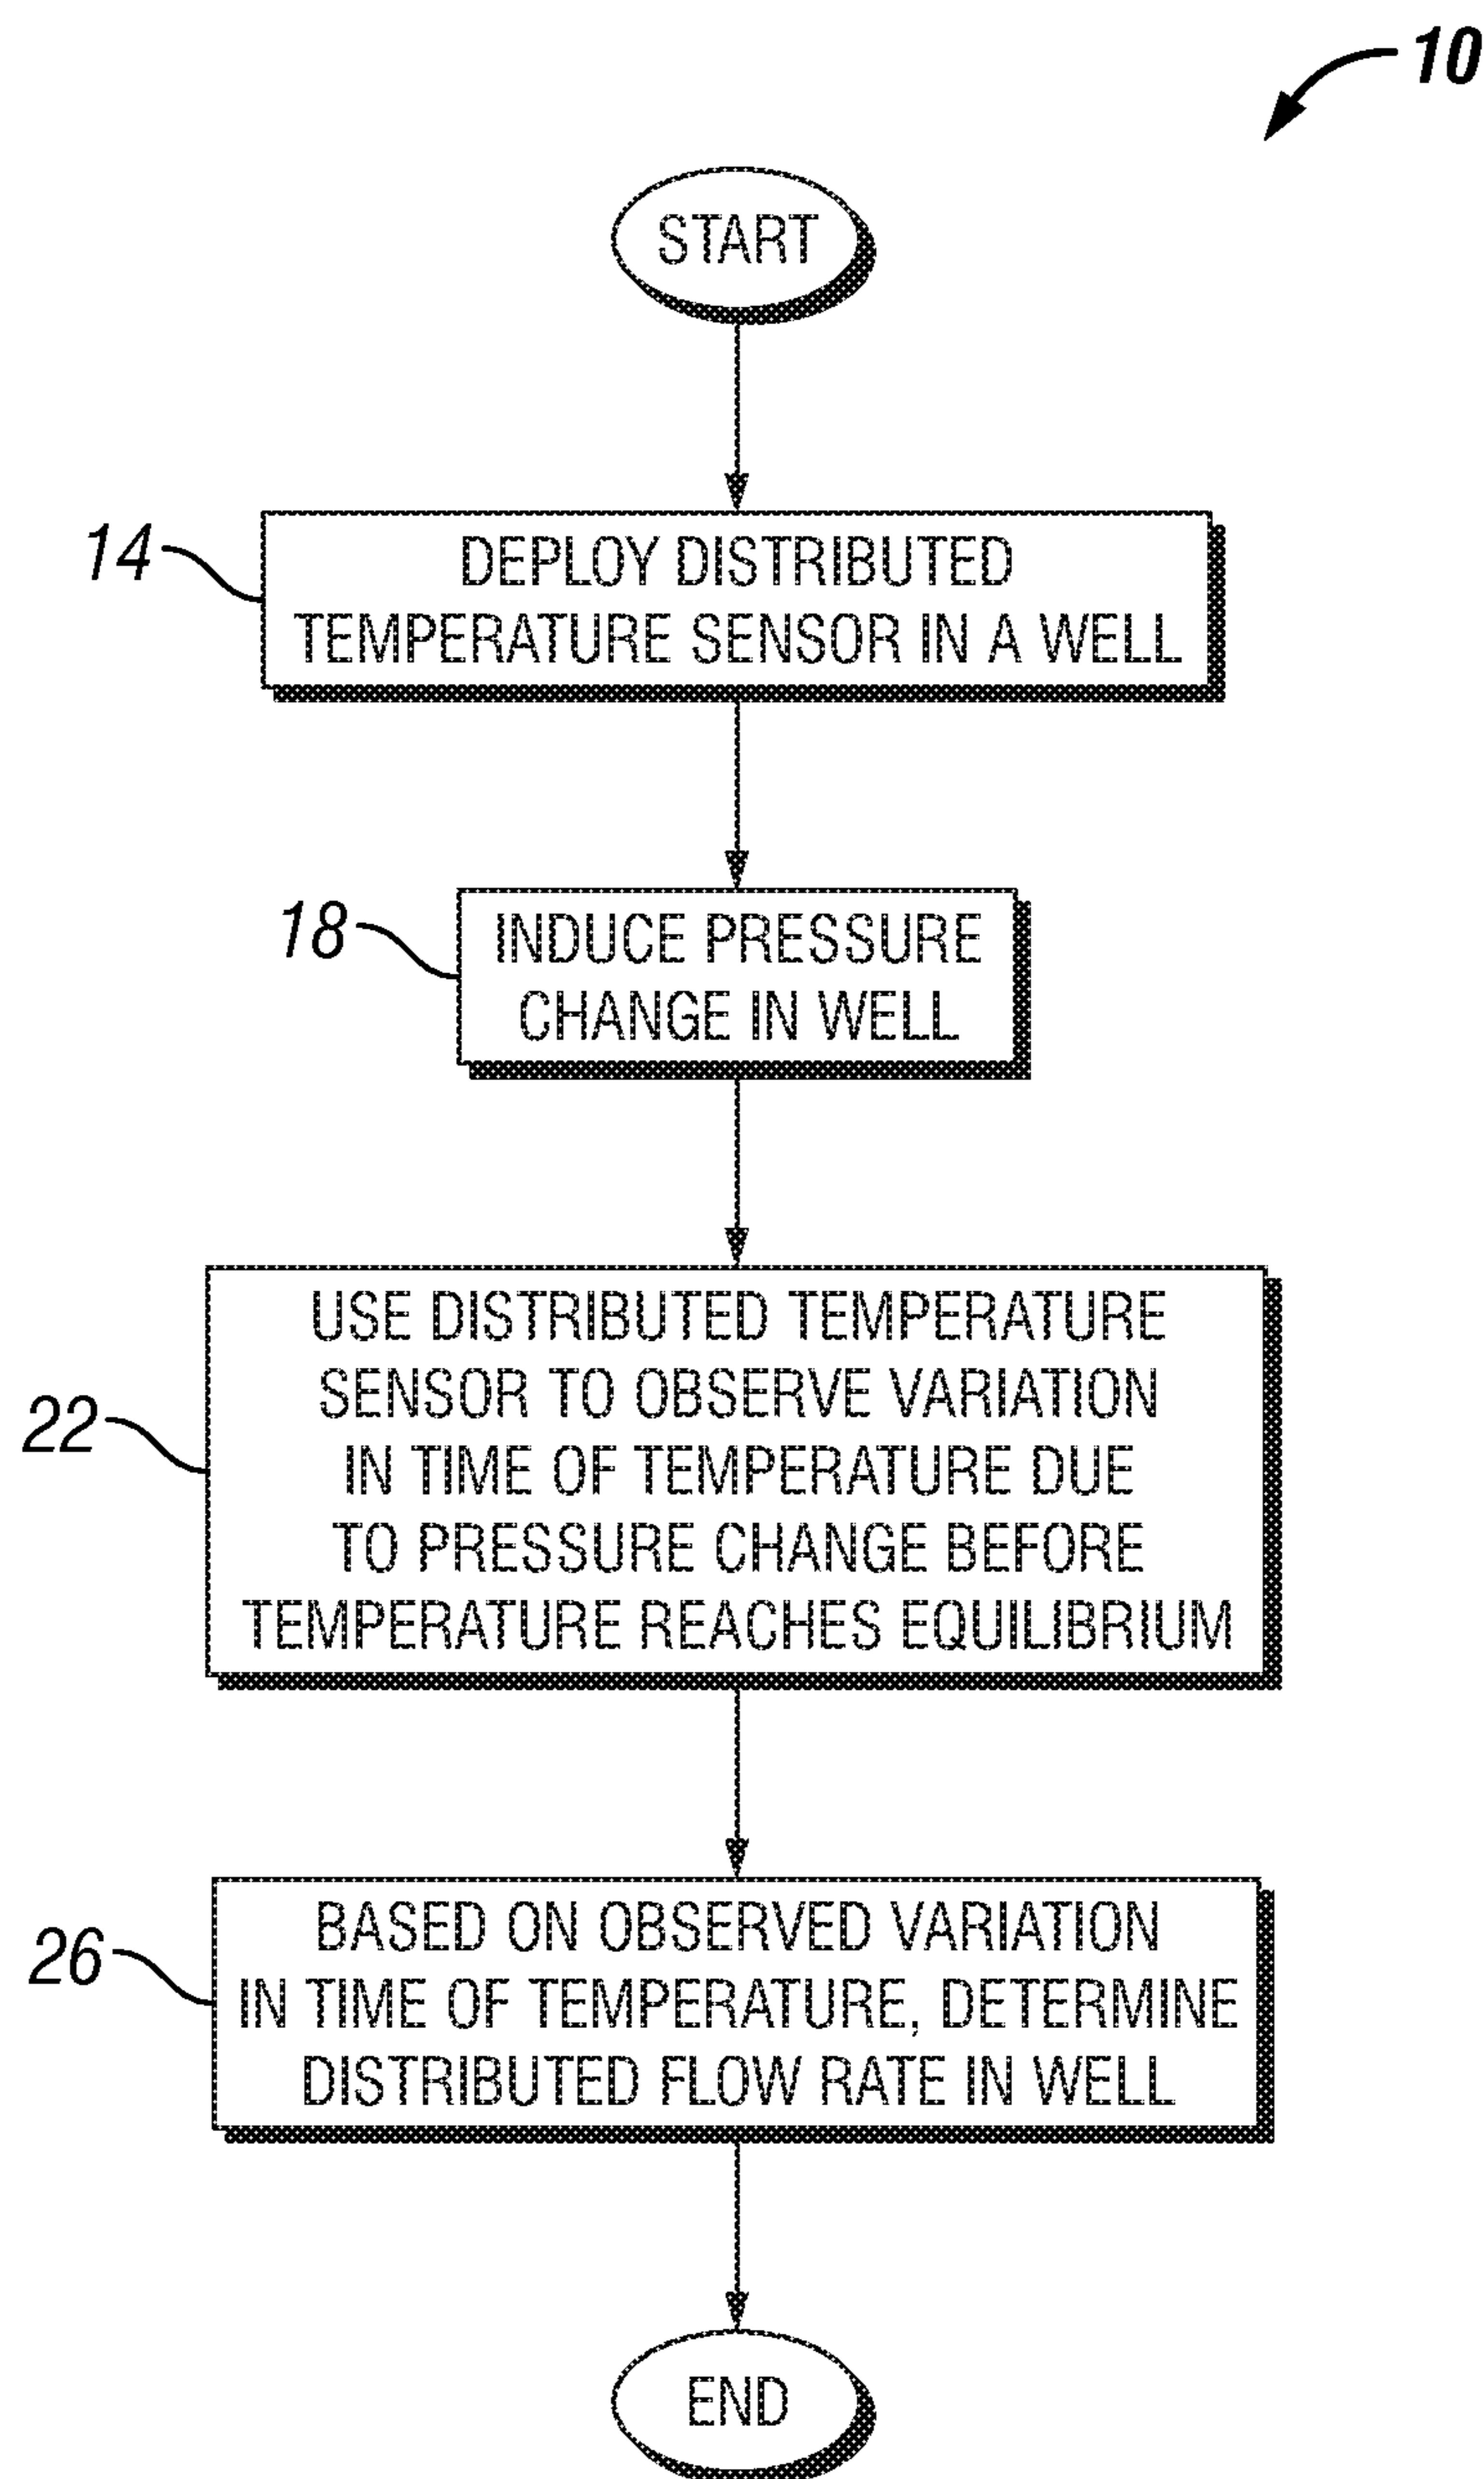 10
START
14
DEPLOY DISTRIBUTED
TEMPERATURE SENSOR IN A WELL
18
INDUCE PRESSURE
CHANGE IN WELL
22
USE DISTRIBUTED TEMPERATURE
SENSOR TO OBSERVE VARIATION
IN TIME OF TEMPERATURE DUE
TO PRESSURE CHANGE BEFORE
TEMPERATURE REACHES EQUILIBRIUM
26
BASED ON OBSERVED VARIATION
IN TIME OF TEMPERATURE, DETERMINE
DISTRIBUTED FLOW RATE IN WELL
END